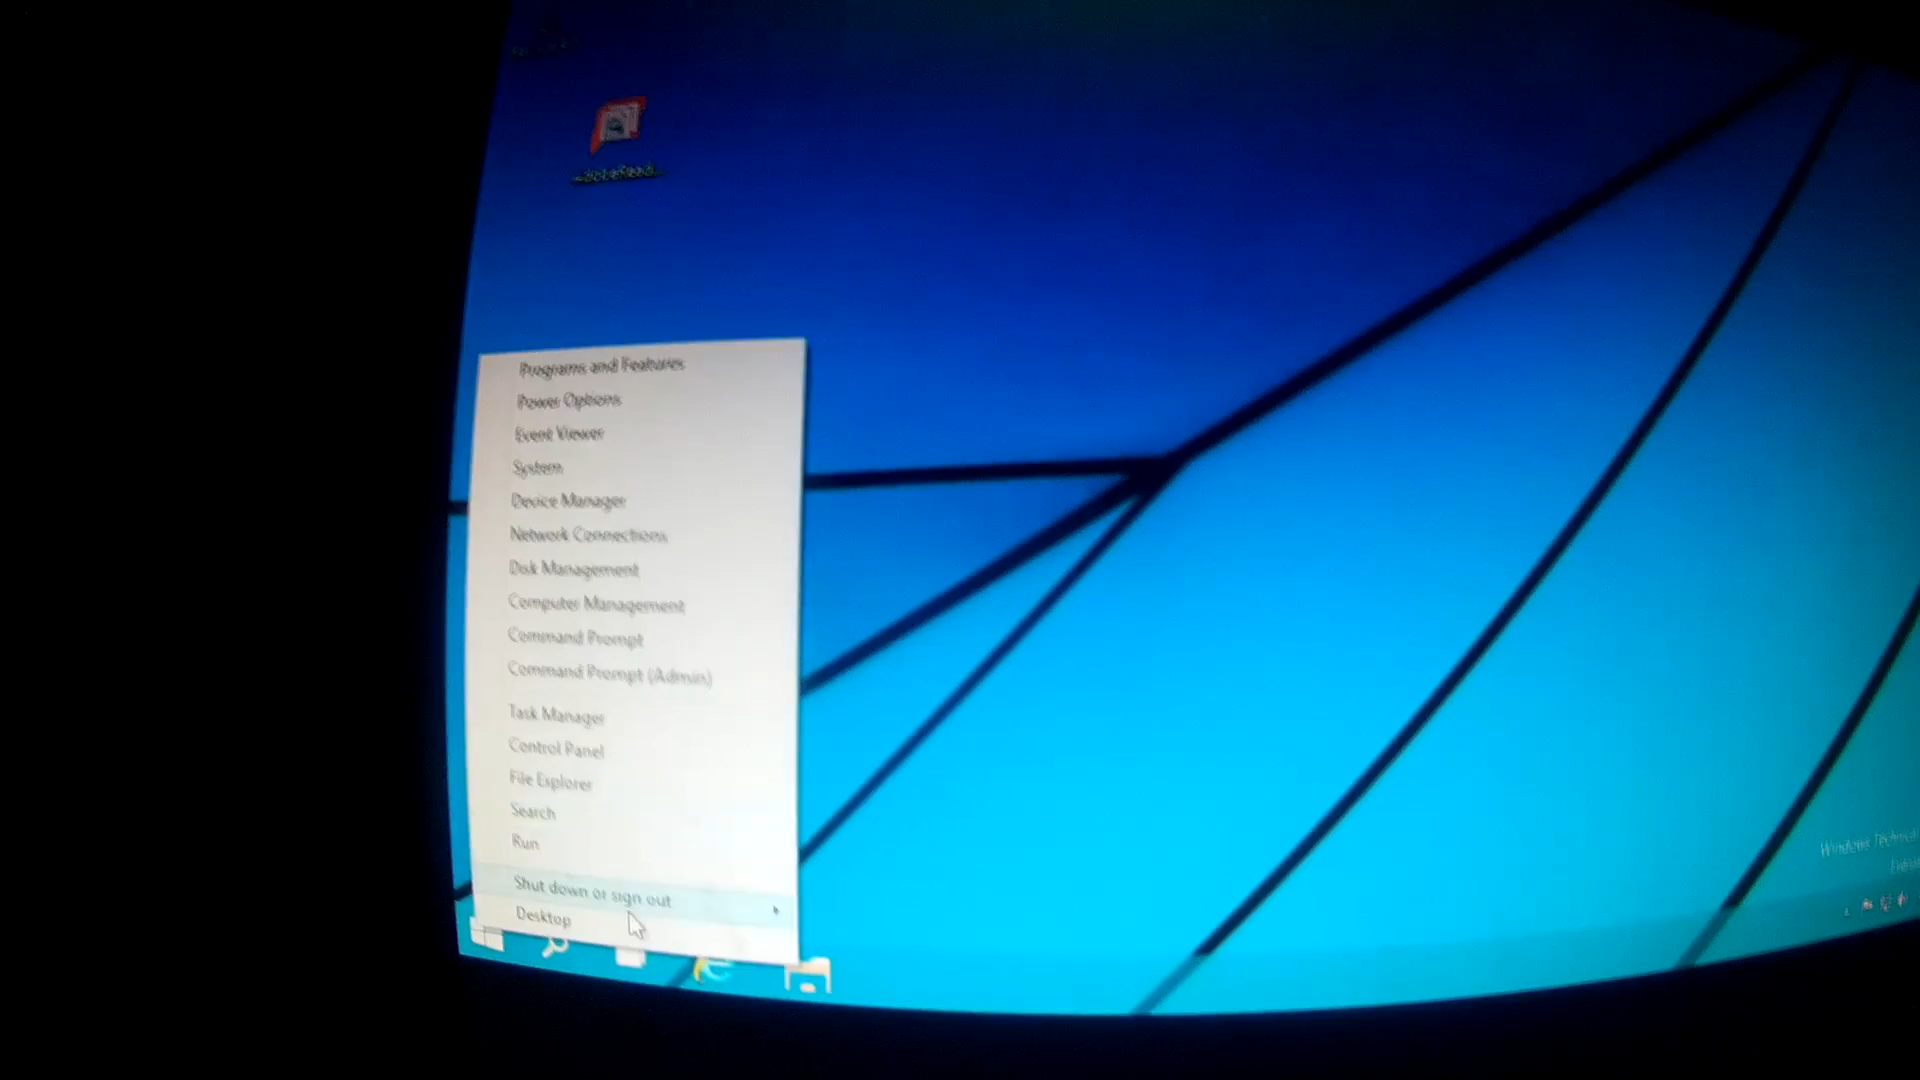 Programs and Features
Power Options
Event Viewer
System
Device Manager
Network Connections
Disk Management
Computer Management
Command Prompt
Command Prompt (Admin)
Task Manager
Control Panel
File Explorer
Search
Run
Shut down or sign out
Desktop
Windows